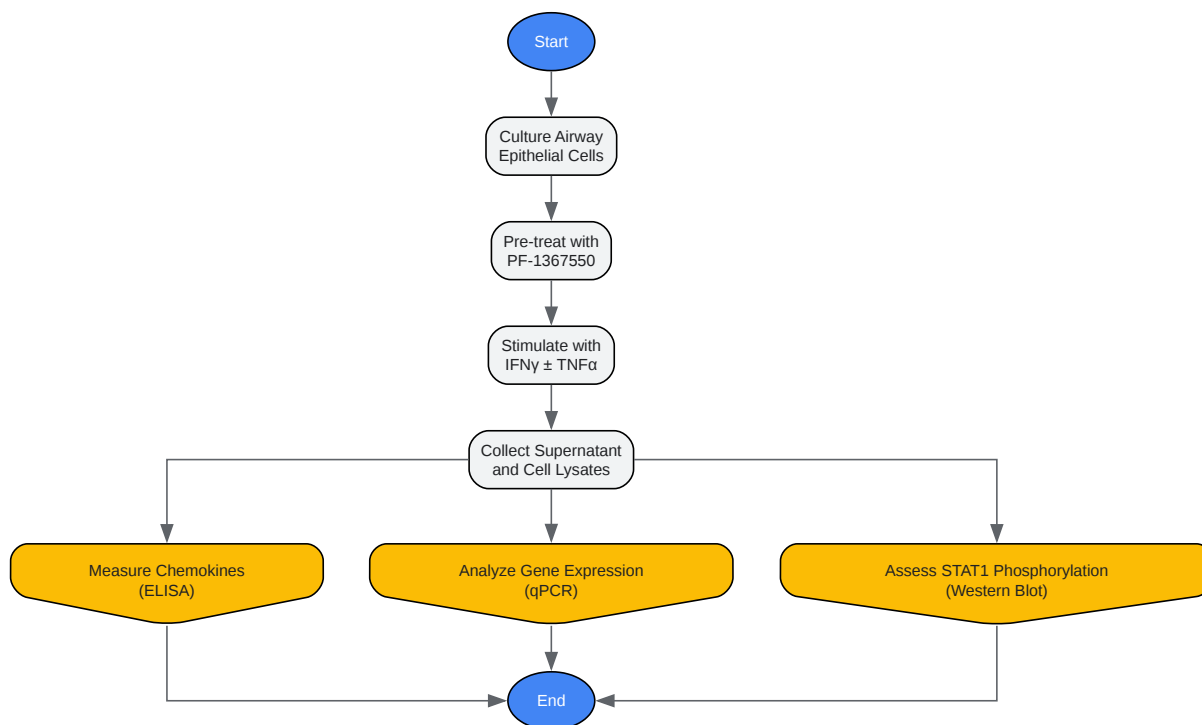 Start
Culture Airway
Epithelial Cells
Pre-treat with
PF-1367550
Stimulate with
IFNγ ± TNFα
Collect Supernatant
and Cell Lysates
Measure Chemokines
(ELISA)
Analyze Gene Expression
(qPCR)
Assess STAT1 Phosphorylation
(Western Blot)
End